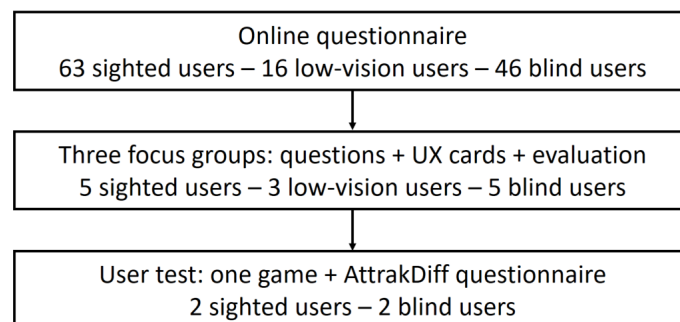 Online questionnaire
63 sighted users – 16 low-vision users – 46 blind users
Three focus groups: questions + UX cards + evaluation
5 sighted users – 3 low-vision users – 5 blind users
User test: one game + AttrakDiff questionnaire
2 sighted users – 2 blind users